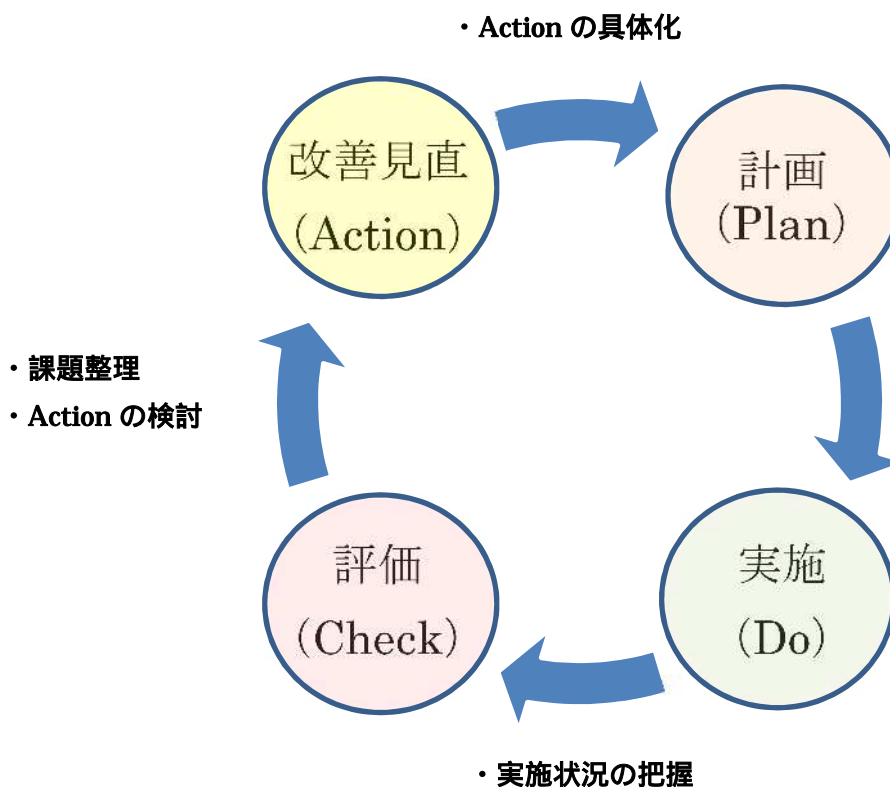 ・Action の具体化
改善見直
(Action)
計画
(Plan)
・課題整理
・Action の検討
評価
(Check)
実施
(Do)
・実施状況の把握